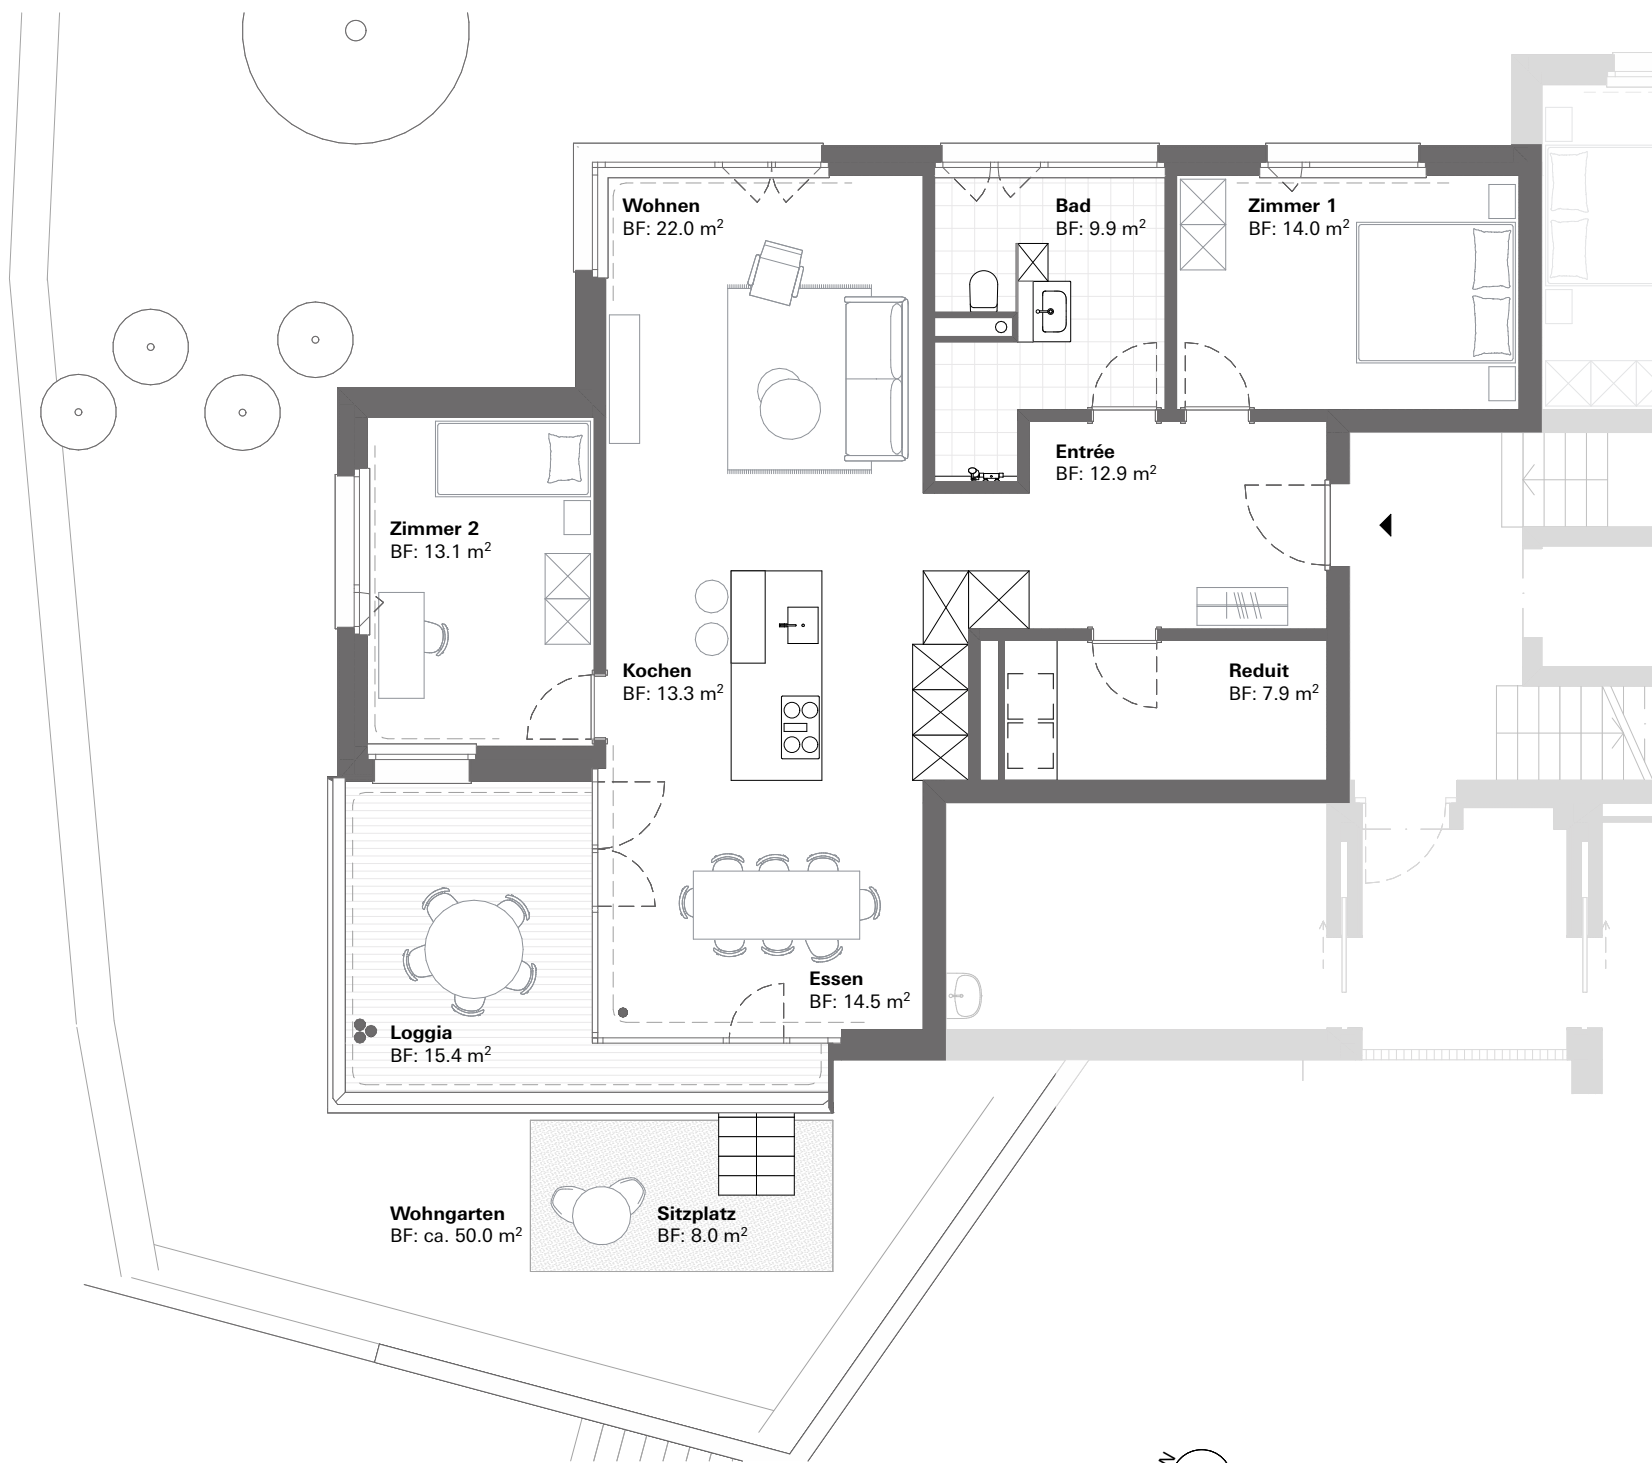 Wohnen
BF: 22.0 m²
Bad
BF: 9.9 m²
Zimmer 1
BF: 14.0 m²
Entrée
BF: 12.9 m²
Zimmer 2
BF: 13.1 m²
Kochen
BF: 13.3 m²
Reduit
BF: 7.9 m²
Essen
BF: 14.5 m²
Loggia
BF: 15.4 m²
Wohngarten
BF: ca. 50.0 m²
Sitzplatz
BF: 8.0 m²
N